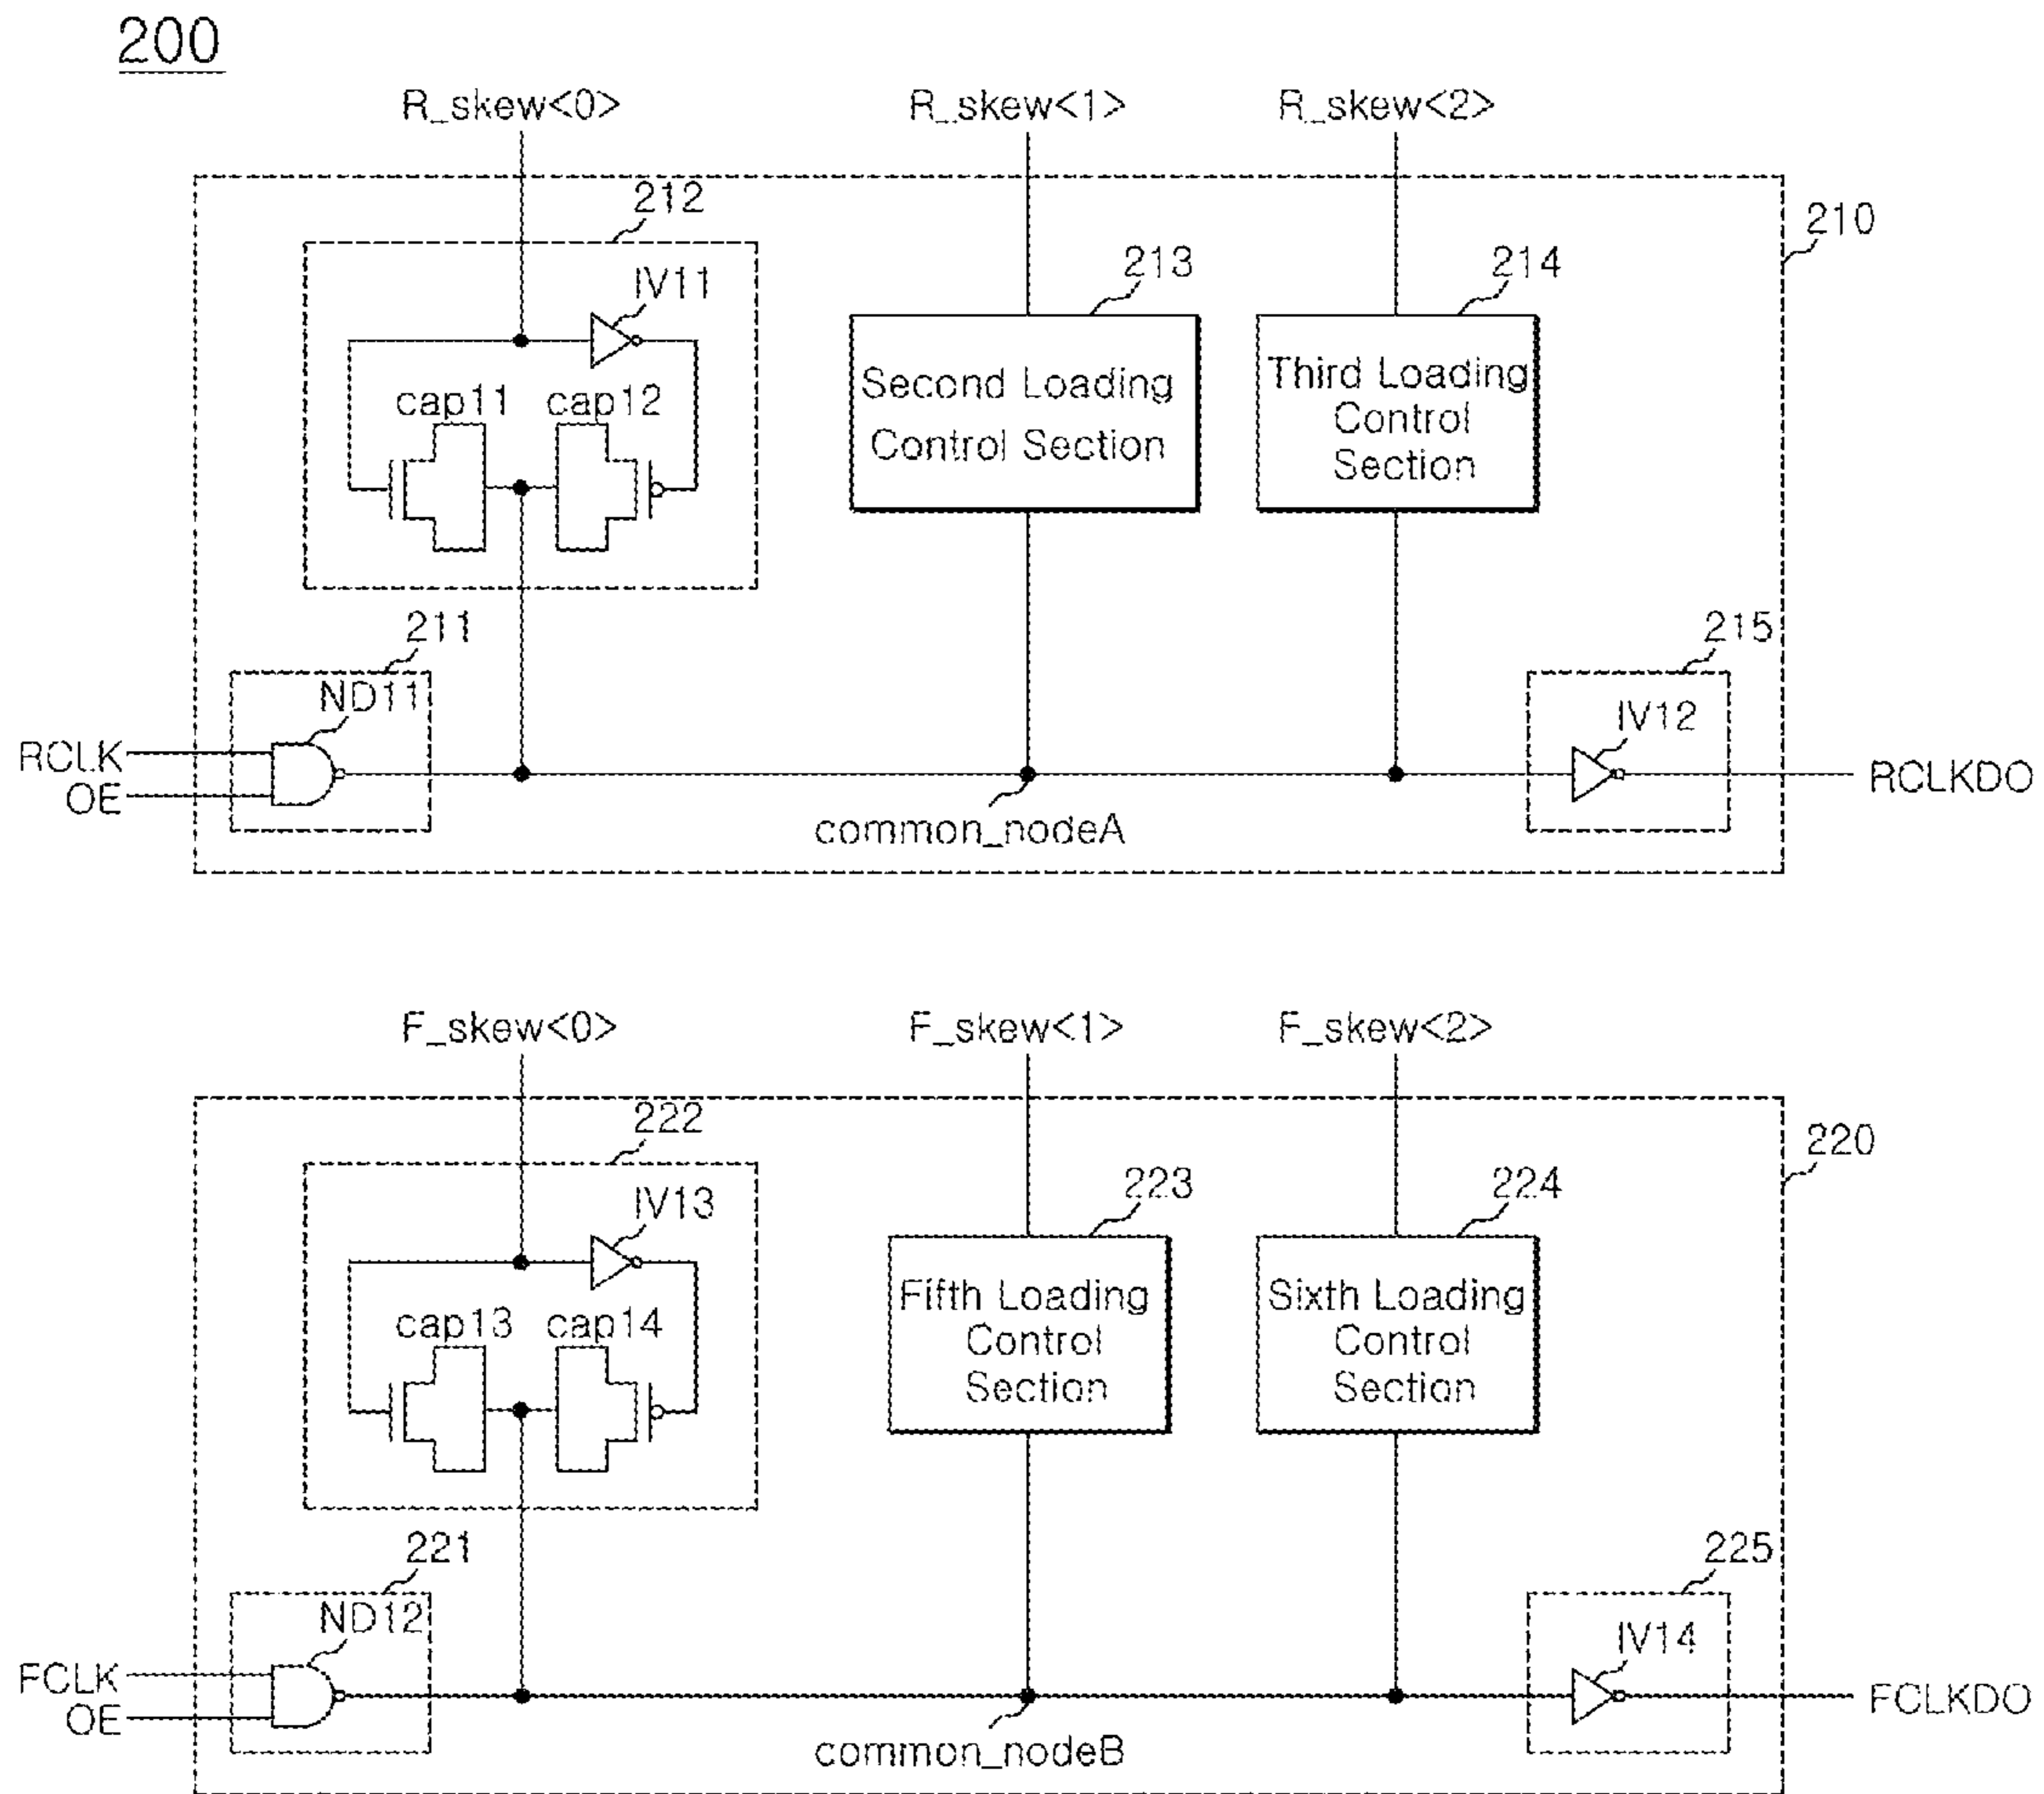 200
R_skew<0>
R_skew<1>
R_skew<2>
212
210
IV11
213
214
cap11
cap12
Second Loading
Control Section
Third Loading
Control
Section
211
215
ND11
IV12
RCLK
OE
RCLKDO
common_nodeA
F_skew<0>
F_skew<1>
F_skew<2>
222
220
IV13
223
224
cap13
cap14
Fifth Loading
Control
Section
Sixth Loading
Control
Section
221
225
ND12
IV14
FCLK
OE
FCLKDO
common_nodeB